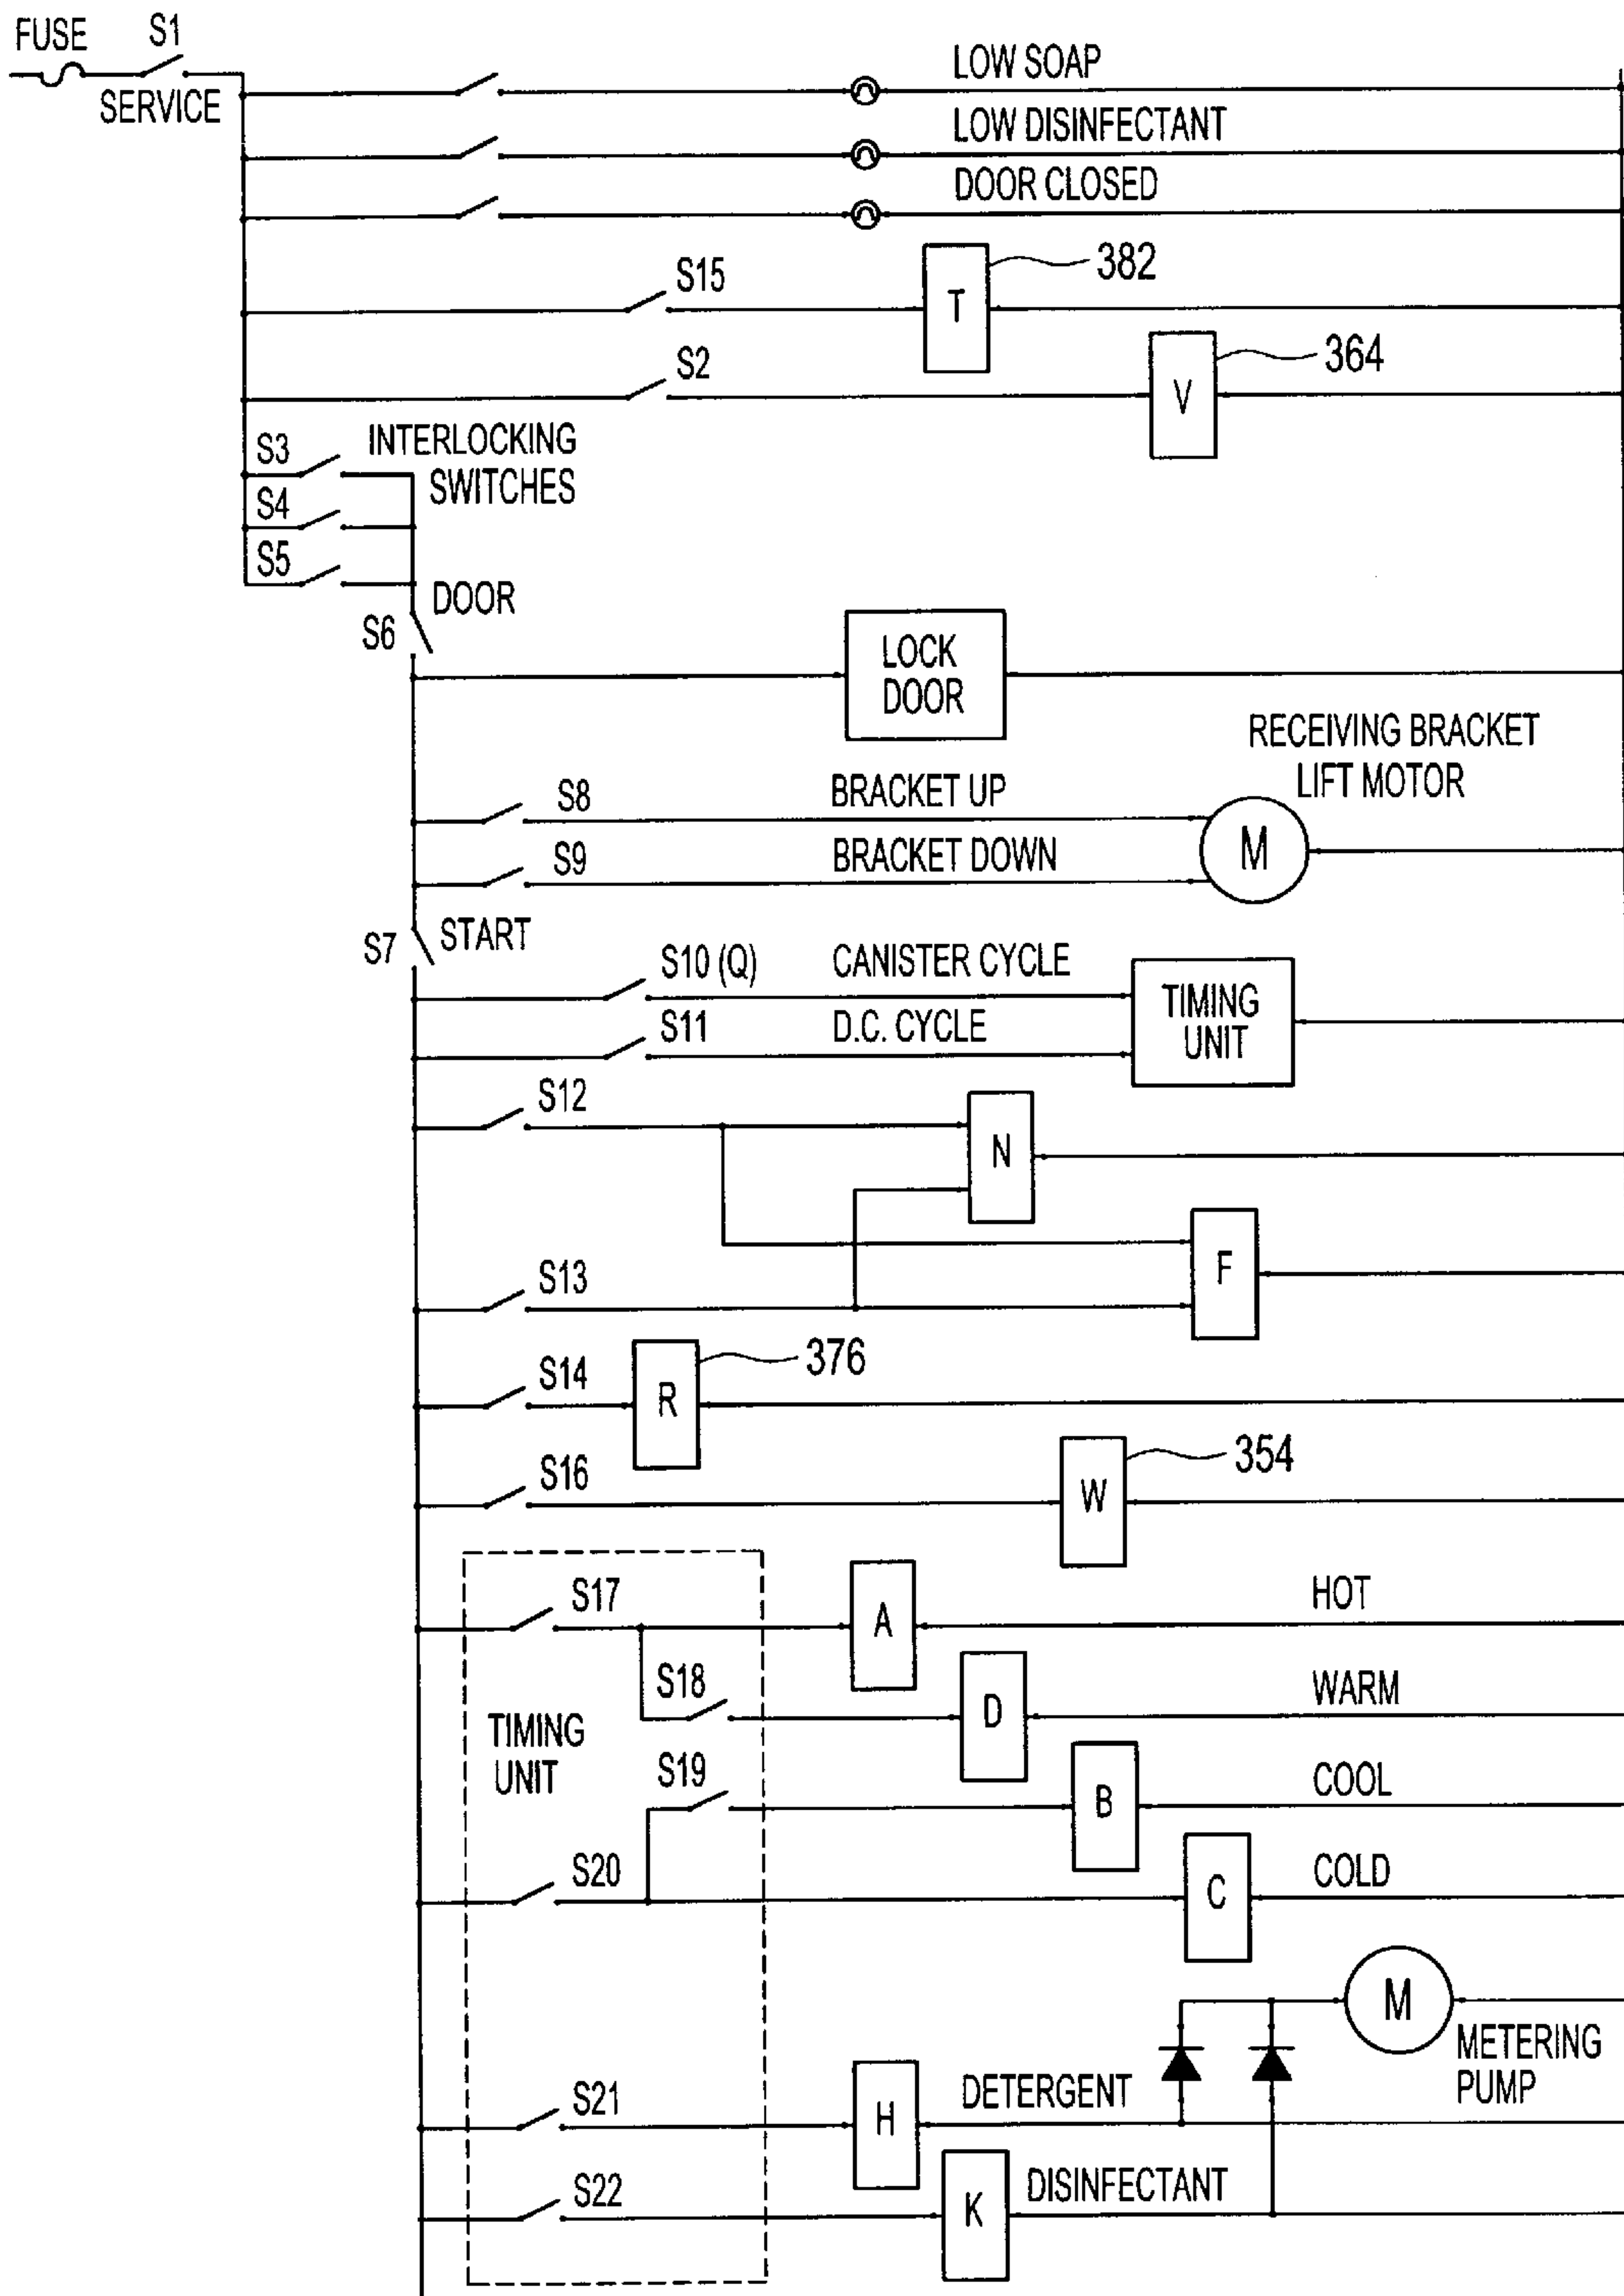 FUSE
S1
SERVICE
LOW SOAP
LOW DISINFECTANT
DOOR CLOSED
S15
T
382
S2
V
364
S3
INTERLOCKING
SWITCHES
S4
S5
DOOR
S6
LOCK
DOOR
RECEIVING BRACKET
LIFT MOTOR
S8
BRACKET UP
M
S9
BRACKET DOWN
S7
START
S10 (Q)
CANISTER CYCLE
TIMING
UNIT
S11
D.C. CYCLE
S12
N
F
S13
S14
R
376
S16
W
354
S17
A
HOT
S18
D
WARM
TIMING
UNIT
S19
B
COOL
S20
C
COLD
M
METERING
PUMP
S21
H
DETERGENT
S22
K
DISINFECTANT